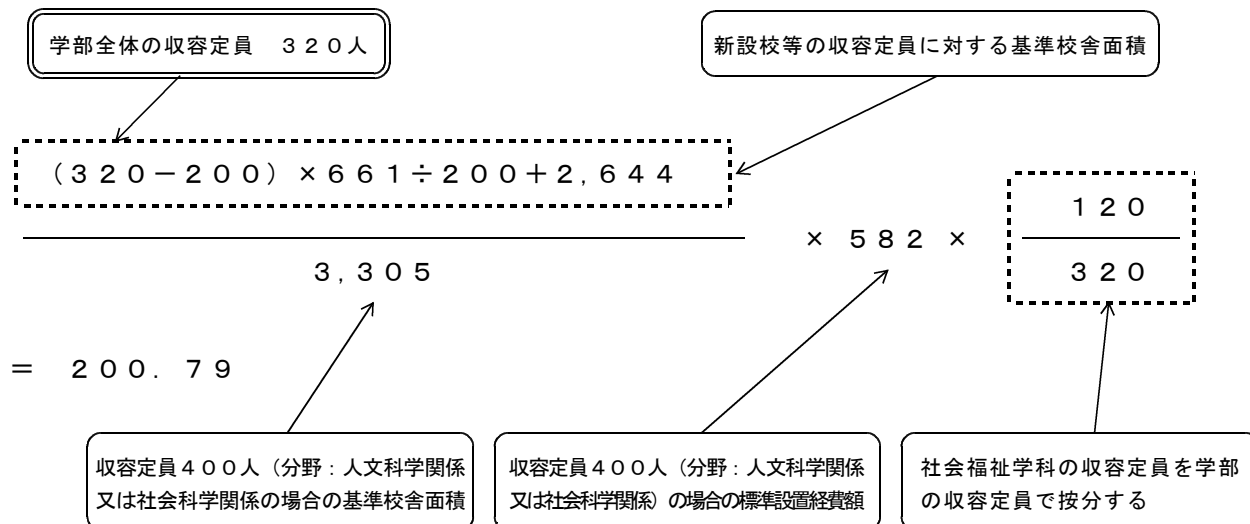 学部全体の収容定員　３２０人
新設校等の収容定員に対する基準校舎面積
（３２０－２００）×６６１÷２００＋２,６４４
３,３０５
× ５８２ ×
１２０
３２０
＝　２００．７９
収容定員４００人（分野：人文科学関係
又は社会科学関係の場合の基準校舎面積
収容定員４００人（分野：人文科学関係
又は社会科学関係）の場合の標準設置経費額
社会福祉学科の収容定員を学部
の収容定員で按分する